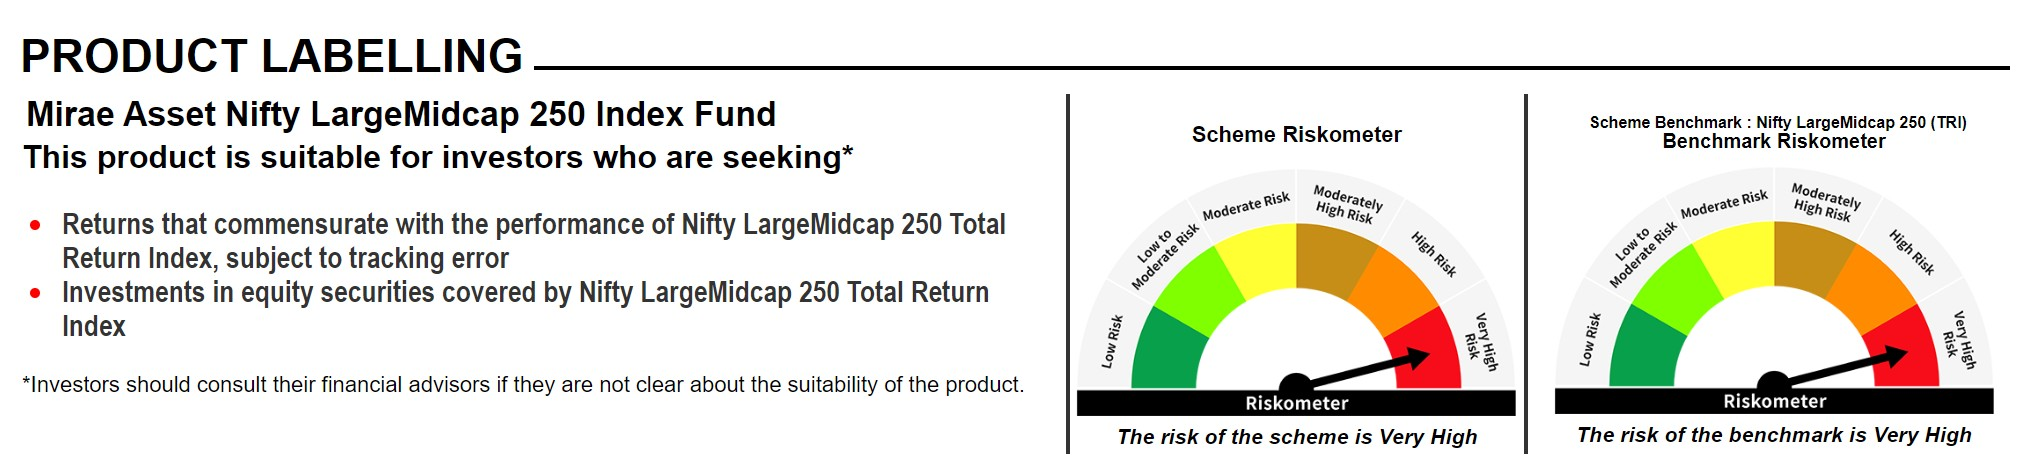 PRODUCT LABELLING
Mirae Asset Nifty LargeMidcap 250 Index Fund
This product is suitable for investors who are seeking*
Returns that commensurate with the performance of Nifty LargeMidcap 250 Total
Return Index, subject to tracking error
Investments in equity securities covered by Nifty LargeMidcap 250 Total Return
Index
*Investors should consult their financial advisors if they are not clear about the suitability of the product.
Scheme Riskometer
Low Risk
Low to
Moderate Risk
Moderate Risk
Moderately
High Risk
High Risk
Very High
Risk
Riskometer
The risk of the scheme is Very High
Scheme Benchmark : Nifty LargeMidcap 250 (TRI)
Benchmark Riskometer
Low Risk
Low to
Moderate Risk
Moderate Risk
Moderately
High Risk
High Risk
Very High
Risk
Riskometer
The risk of the benchmark is Very High